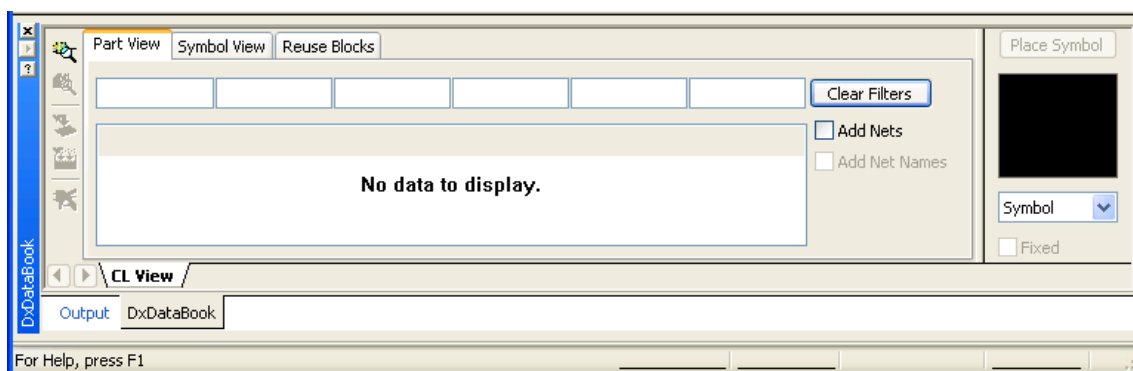 Part View
Symbol View
Reuse Blocks
Place Symbol
Clear Filters
Add Nets
Add Net Names
No data to display.
Symbol
Fixed
CL View
DxDataBook
Output
DxDataBook
For Help, press F1